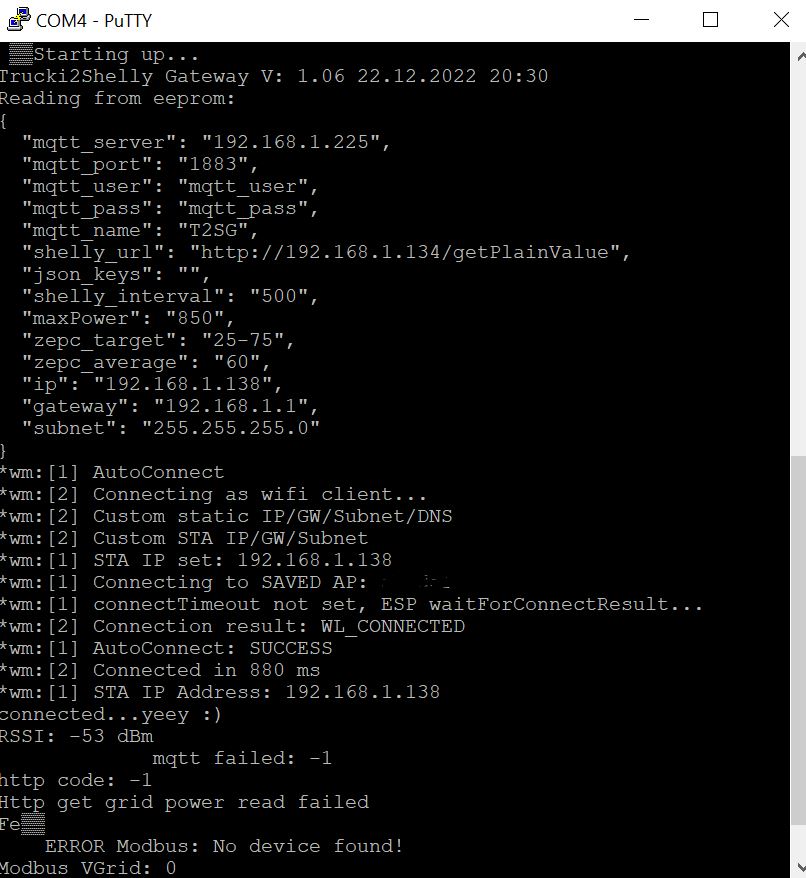 COM4 - PuTTY
Starting up...
Trucki2Shelly Gateway V: 1.06 22.12.2022 20:30
Reading from eeprom:
{
  "mqtt_server": "192.168.1.225",
  "mqtt_port": "1883",
  "mqtt_user": "mqtt_user",
  "mqtt_pass": "mqtt_pass",
  "mqtt_name": "T2SG",
  "shelly_url": "http://192.168.1.134/getPlainValue",
  "json_keys": "",
  "shelly_interval": "500",
  "maxPower": "850",
  "zepc_target": "25-75",
  "zepc_average": "60",
  "ip": "192.168.1.138",
  "gateway": "192.168.1.1",
  "subnet": "255.255.255.0"
}
*wm:[1] AutoConnect
*wm:[2] Connecting as wifi client...
*wm:[2] Custom static IP/GW/Subnet/DNS
*wm:[2] Custom STA IP/GW/Subnet
*wm:[1] STA IP set: 192.168.1.138
*wm:[1] Connecting to SAVED AP:
*wm:[1] connectTimeout not set, ESP waitForConnectResult...
*wm:[2] Connection result: WL_CONNECTED
*wm:[1] AutoConnect: SUCCESS
*wm:[2] Connected in 880 ms
*wm:[1] STA IP Address: 192.168.1.138
connected...yeey :)
RSSI: -53 dBm
             mqtt failed: -1
http code: -1
Http get grid power read failed
Fe
    ERROR Modbus: No device found!
Modbus VGrid: 0